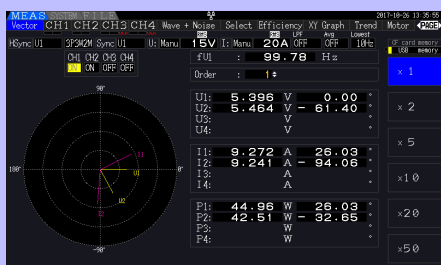 MEAS SYSTEM FILE 2017-10-26 13:35:55
Vector CH1 CH2 CH3 CH4 Wave + Noise Select Efficiency XY Graph Trend Motor PAGE
HSync U1 3P3W2M Sync U1 U: Manu 15V I: Manu 20A LPF OFF Avg OFF Lowest 10Hz
CF card memory
USB memory
CH1 CH2 CH3 CH4
ON ON OFF OFF
fU1 : 99.78 Hz
Order : 1
× 1
× 2
× 5
×10
×20
×50
90°
180°
0°
-90°
I1
U1
U2
I2
U1: 5.396 V 0.00 °
U2: 5.464 V - 61.40 °
U3: V °
U4: V °
I1: 9.272 A 26.03 °
I2: 9.241 A - 94.06 °
I3: A °
I4: A °
P1: 44.96 W 26.03 °
P2: 42.51 W - 32.65 °
P3: W °
P4: W °